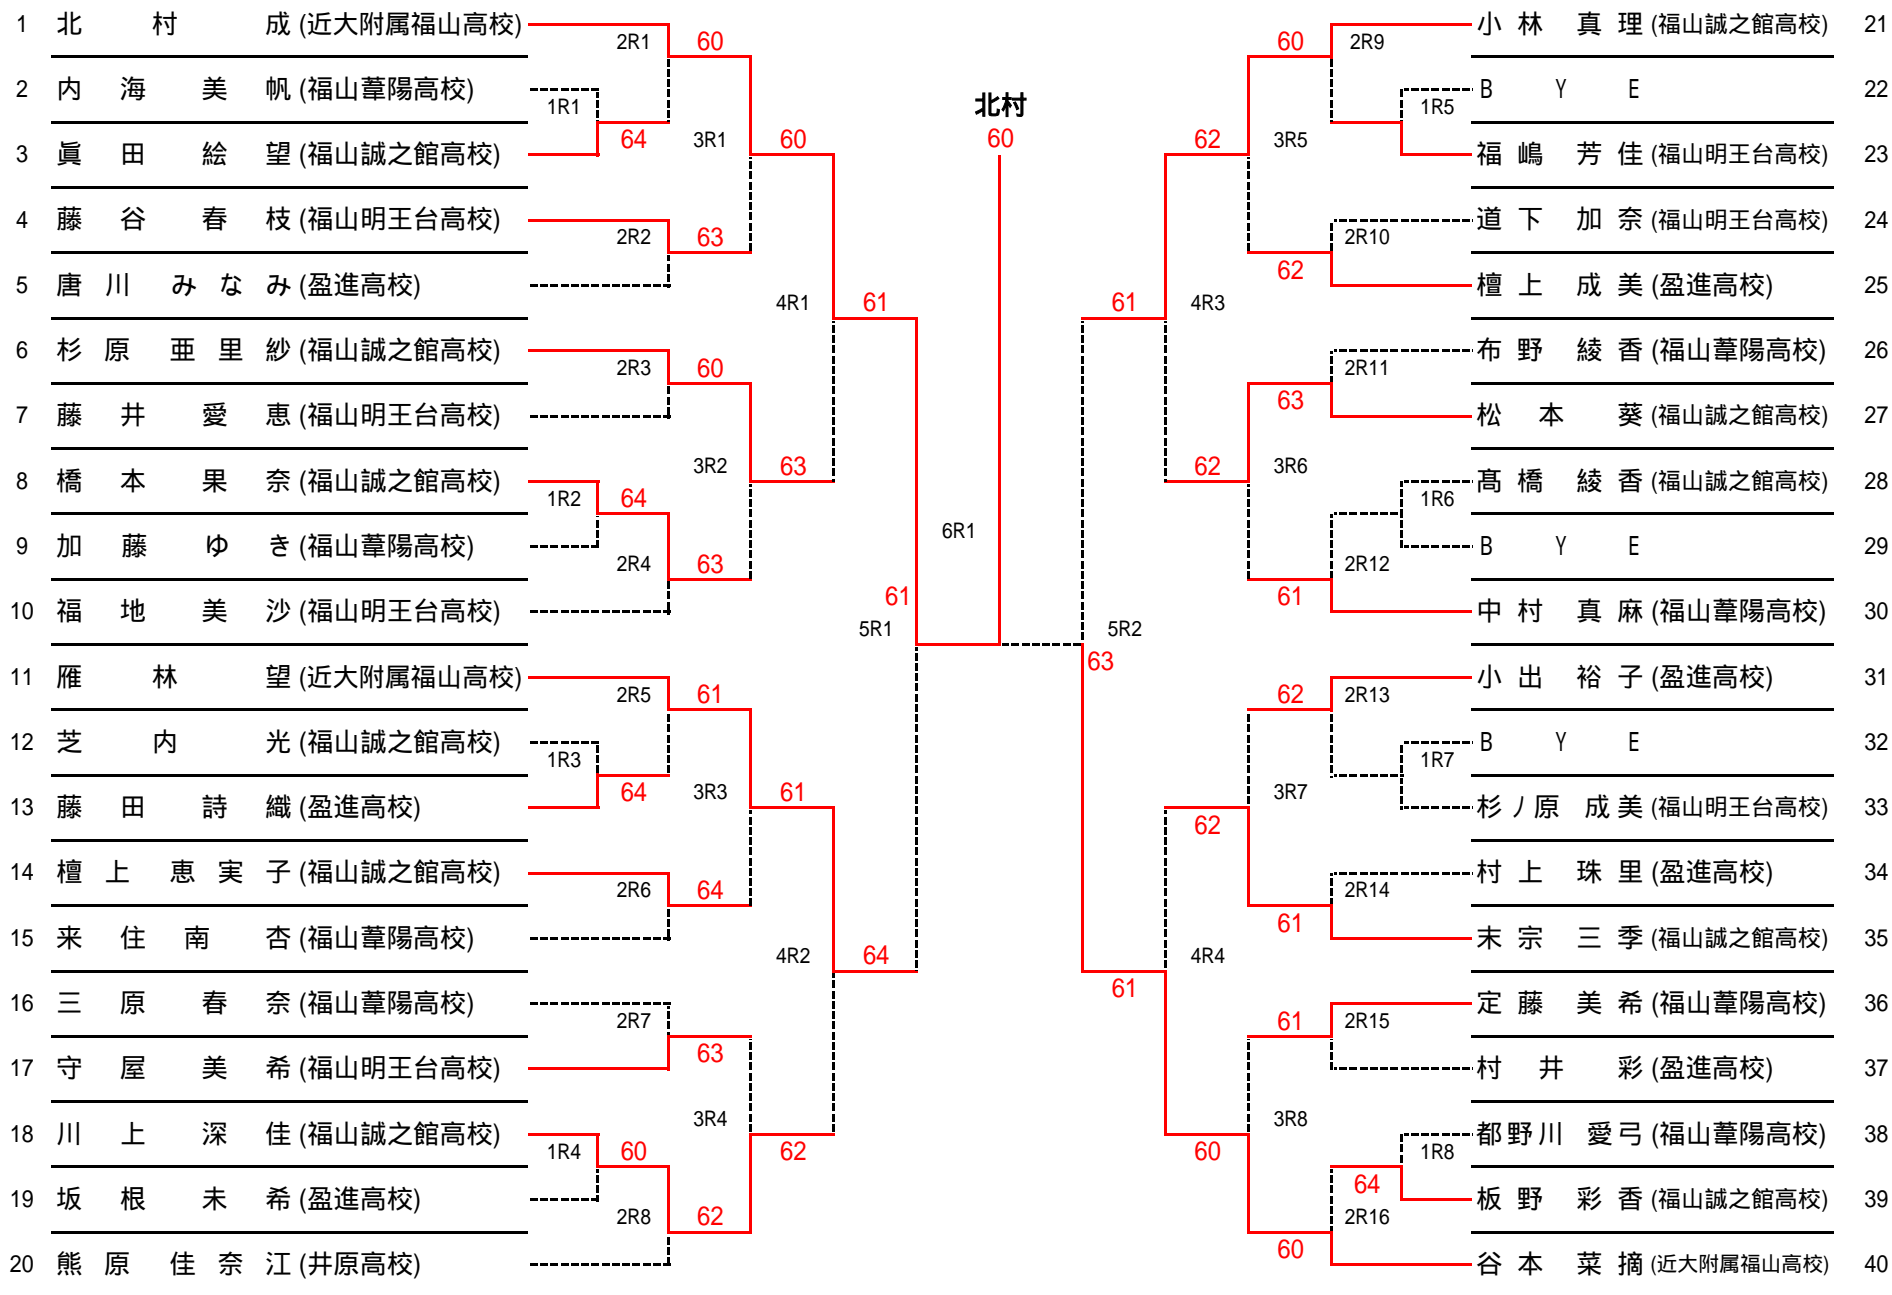 1 北村 成 (近大附属福山高校)
2 内海 美帆 (福山葦陽高校)
3 眞田 絵望 (福山誠之館高校)
4 藤谷 春枝 (福山明王台高校)
5 唐川 みなみ (盈進高校)
6 杉原 亜里紗 (福山誠之館高校)
7 藤井 愛恵 (福山明王台高校)
8 橋本 果奈 (福山誠之館高校)
9 加藤 ゆき (福山葦陽高校)
10 福地 美沙 (福山明王台高校)
11 雁林 望 (近大附属福山高校)
12 芝内 光 (福山誠之館高校)
13 藤田 詩織 (盈進高校)
14 檀上 恵実子 (福山誠之館高校)
15 来住南 杏 (福山葦陽高校)
16 三原 春奈 (福山葦陽高校)
17 守屋 美希 (福山明王台高校)
18 川上 深佳 (福山誠之館高校)
19 坂根 未希 (盈進高校)
20 熊原 佳奈江 (井原高校)
1R1
64
1R2
64
1R3
64
1R4
60
2R1
60
2R2
63
2R3
60
2R4
63
2R5
61
2R6
64
2R7
63
2R8
62
3R1
60
3R2
63
3R3
61
3R4
62
4R1
61
4R2
64
5R1
61
北村
60
6R1
5R2
63
61
4R3
61
4R4
62
3R5
62
3R6
62
3R7
60
3R8
60
2R9
62
2R10
63
2R11
61
2R12
62
2R13
61
2R14
61
2R15
60
2R16
1R5
1R6
1R7
1R8
64
小林 真理 (福山誠之館高校) 21
BYE 22
福嶋 芳佳 (福山明王台高校) 23
道下 加奈 (福山明王台高校) 24
檀上 成美 (盈進高校) 25
布野 綾香 (福山葦陽高校) 26
松本 葵 (福山誠之館高校) 27
髙橋 綾香 (福山誠之館高校) 28
BYE 29
中村 真麻 (福山葦陽高校) 30
小出 裕子 (盈進高校) 31
BYE 32
杉ノ原 成美 (福山明王台高校) 33
村上 珠里 (盈進高校) 34
末宗 三季 (福山誠之館高校) 35
定藤 美希 (福山葦陽高校) 36
村井 彩 (盈進高校) 37
都野川 愛弓 (福山葦陽高校) 38
板野 彩香 (福山誠之館高校) 39
谷本 菜摘 (近大附属福山高校) 40